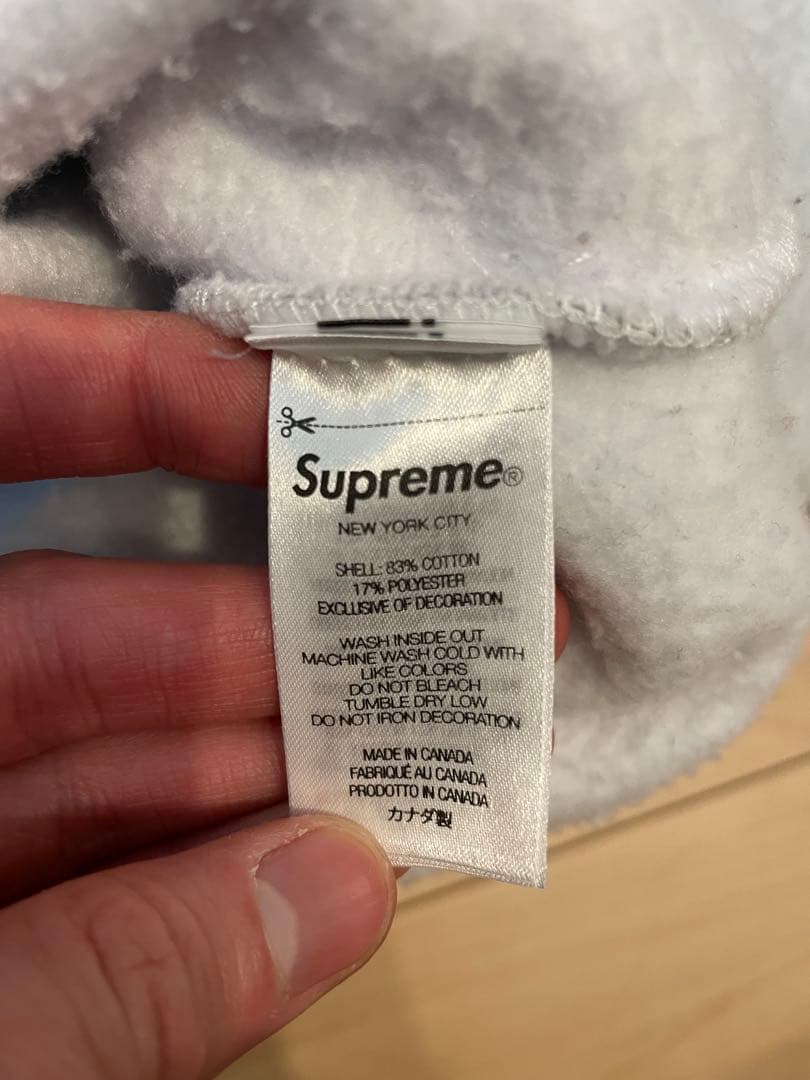 Supreme®
NEW YORK CITY
SHELL: 83% COTTON
17% POLYESTER
EXCLUSIVE OF DECORATION
WASH INSIDE OUT
MACHINE WASH COLD WITH
LIKE COLORS
DO NOT BLEACH
TUMBLE DRY LOW
DO NOT IRON DECORATION
MADE IN CANADA
FABRIQUÉ AU CANADA
PRODOTTO IN CANADA
カナダ製